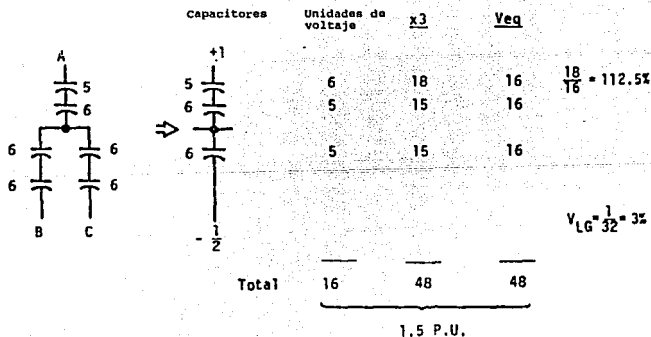 Capacitores
Unidades de voltaje
x3
Veq
A
5
6
6
6
6
6
B
C
⇨
+1
5
6
6
- 1/2
6 18 16
5 15 16
5 15 16
18/16 = 112.5%
V_LG = 1/32 = 3%
Total 16 48 48
1.5 P.U.